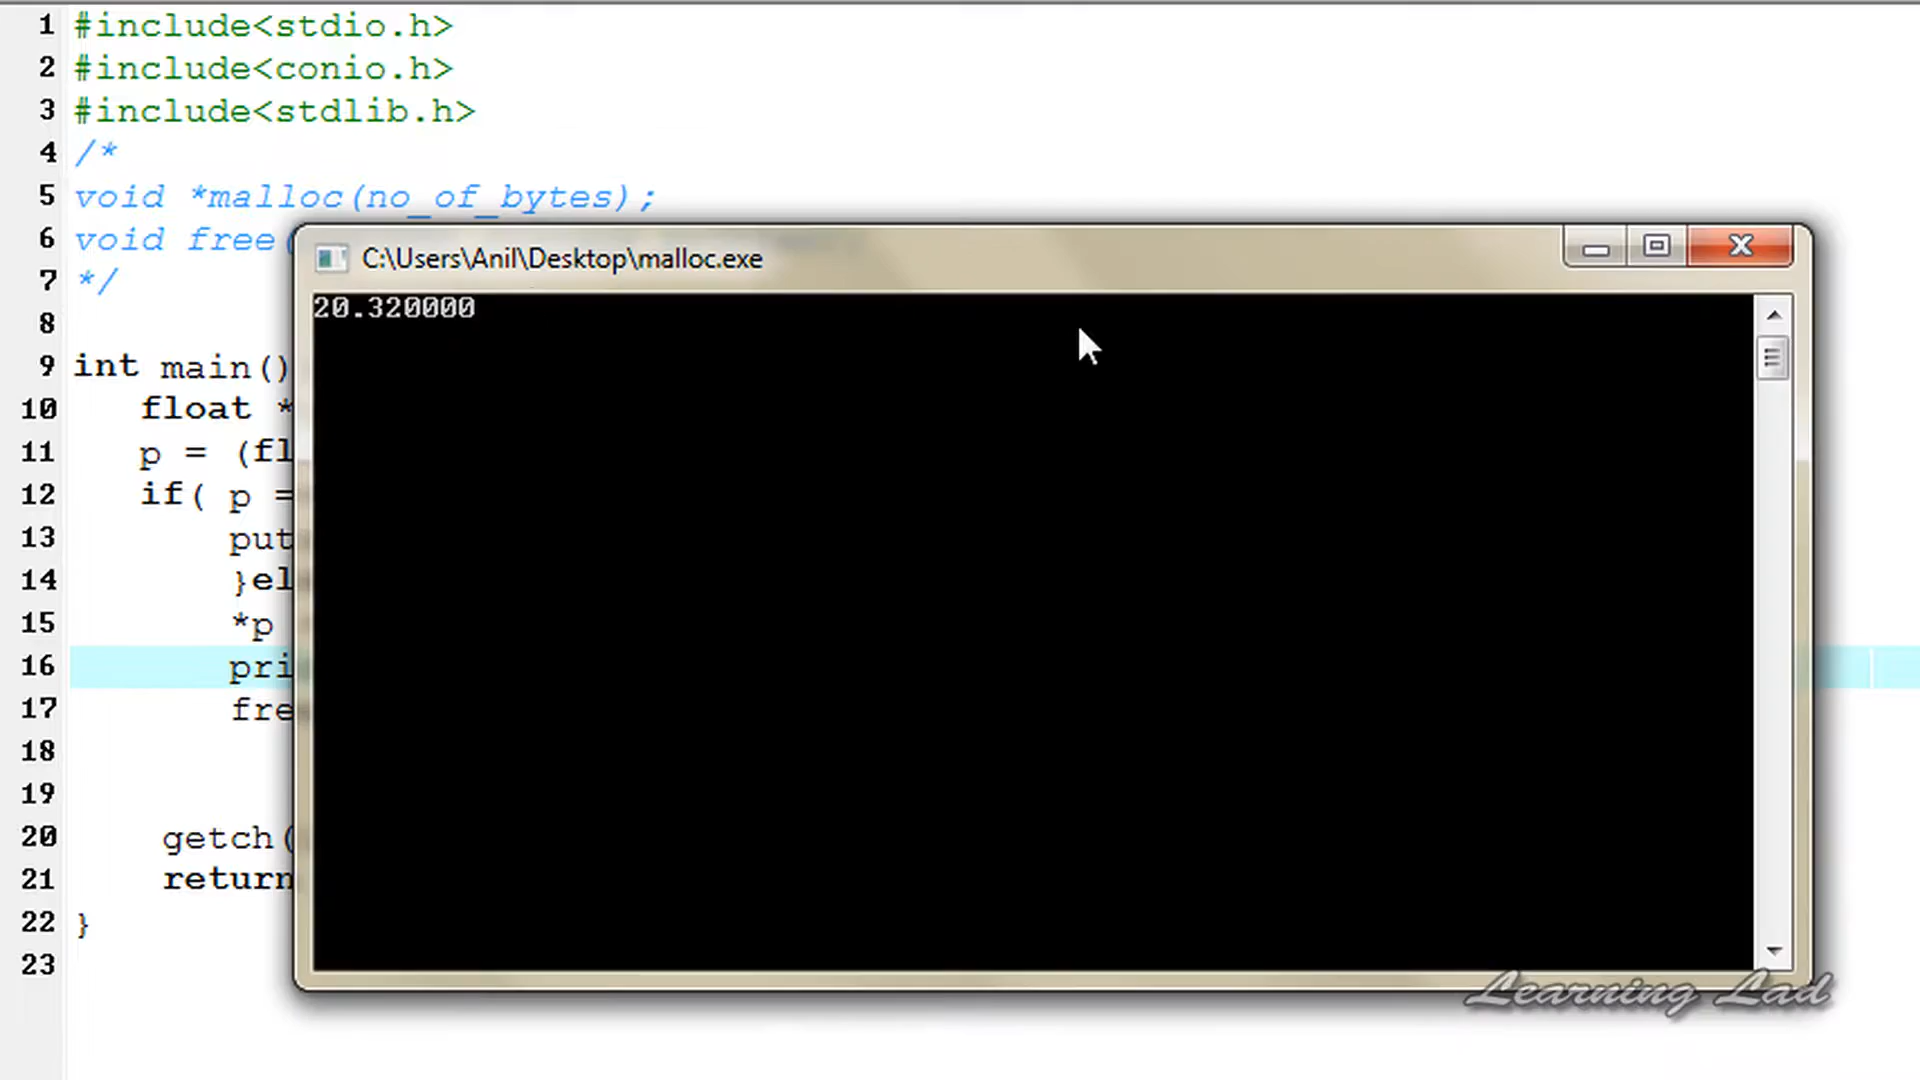 1 #include<stdio.h>
2 #include<conio.h>
3 #include<stdlib.h>
4 /*
5 void *malloc(no_of_bytes);
6 void free(
7 */
8
9 int main()
10 float *
11 p = (fl
12 if( p =
13 put
14 }el
15 *p
16 pri
17 fre
18
19
20 getch(
21 return
22 }
23
C:\Users\Anil\Desktop\malloc.exe
20.320000
Learning Lad